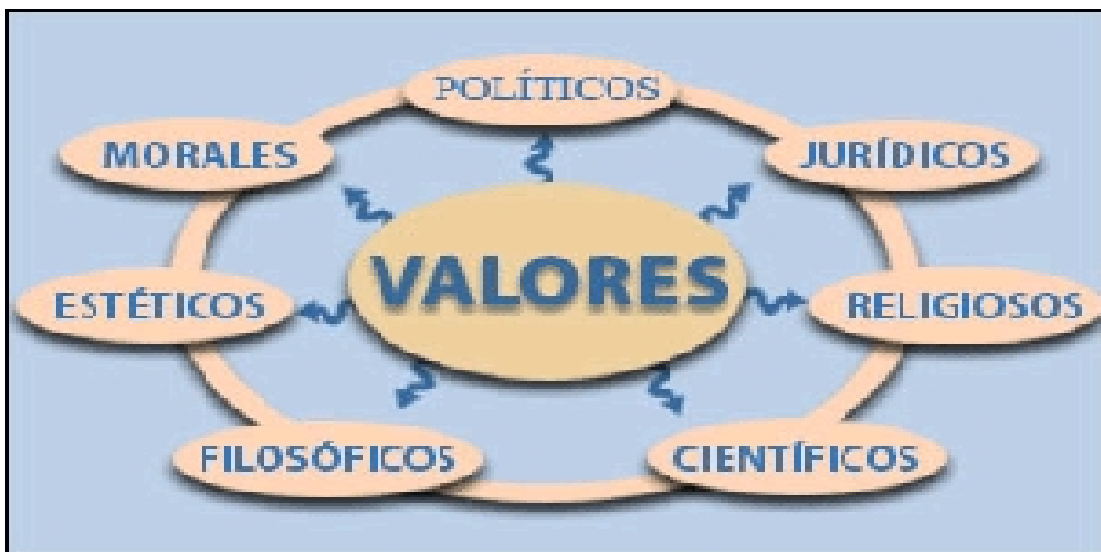 POLÍTICOS
MORALES
JURÍDICOS
VALORES
ESTÉTICOS
RELIGIOSOS
FILOSÓFICOS
CIENTÍFICOS